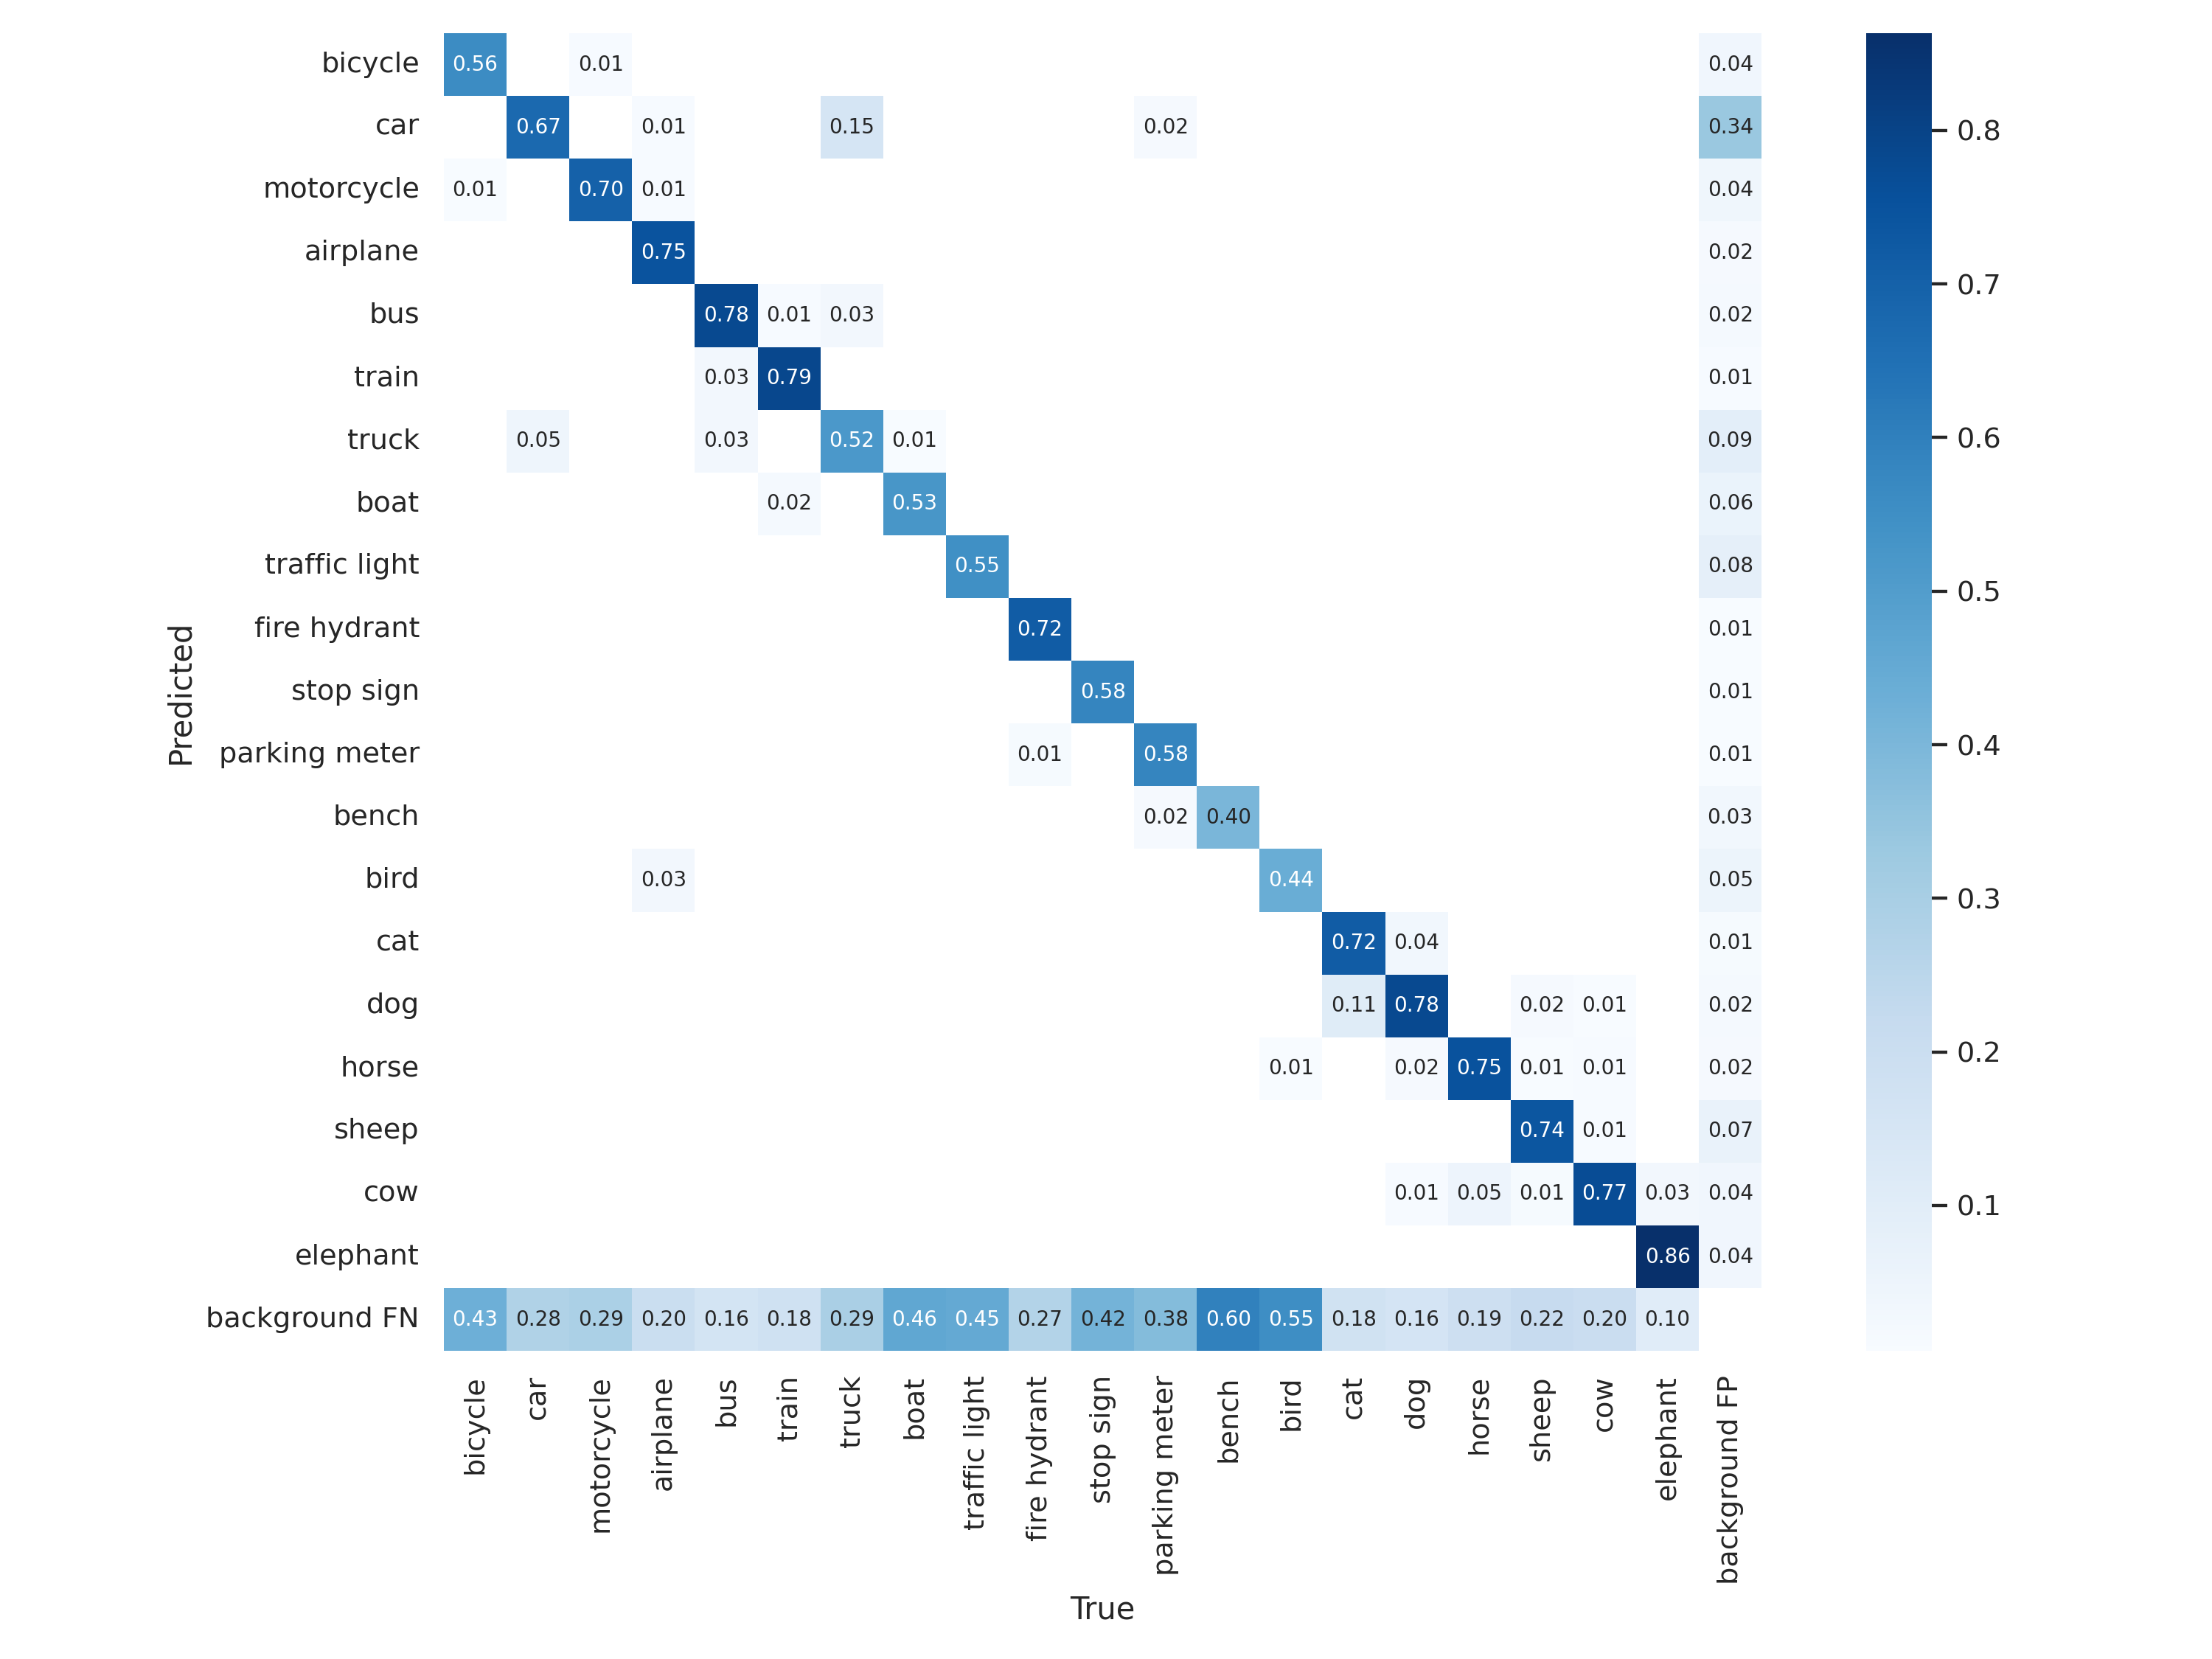 bicycle 0.56 0.01 0.04
car 0.67 0.01 0.15 0.02 0.34
motorcycle 0.01 0.70 0.01 0.04
airplane 0.75 0.02
bus 0.78 0.01 0.03 0.02
train 0.03 0.79 0.01
truck 0.05 0.03 0.52 0.01 0.09
boat 0.02 0.53 0.06
traffic light 0.55 0.08
fire hydrant 0.72 0.01
stop sign 0.58 0.01
parking meter 0.01 0.58 0.01
bench 0.02 0.40 0.03
bird 0.03 0.44 0.05
cat 0.72 0.04 0.01
dog 0.11 0.78 0.02 0.01 0.02
horse 0.01 0.02 0.75 0.01 0.01 0.02
sheep 0.74 0.01 0.07
cow 0.01 0.05 0.01 0.77 0.03 0.04
elephant 0.86 0.04
background FN 0.43 0.28 0.29 0.20 0.16 0.18 0.29 0.46 0.45 0.27 0.42 0.38 0.60 0.55 0.18 0.16 0.19 0.22 0.20 0.10
Predicted
bicycle
car
motorcycle
airplane
bus
train
truck
boat
traffic light
fire hydrant
stop sign
parking meter
bench
bird
cat
dog
horse
sheep
cow
elephant
background FP
True
0.8
0.7
0.6
0.5
0.4
0.3
0.2
0.1